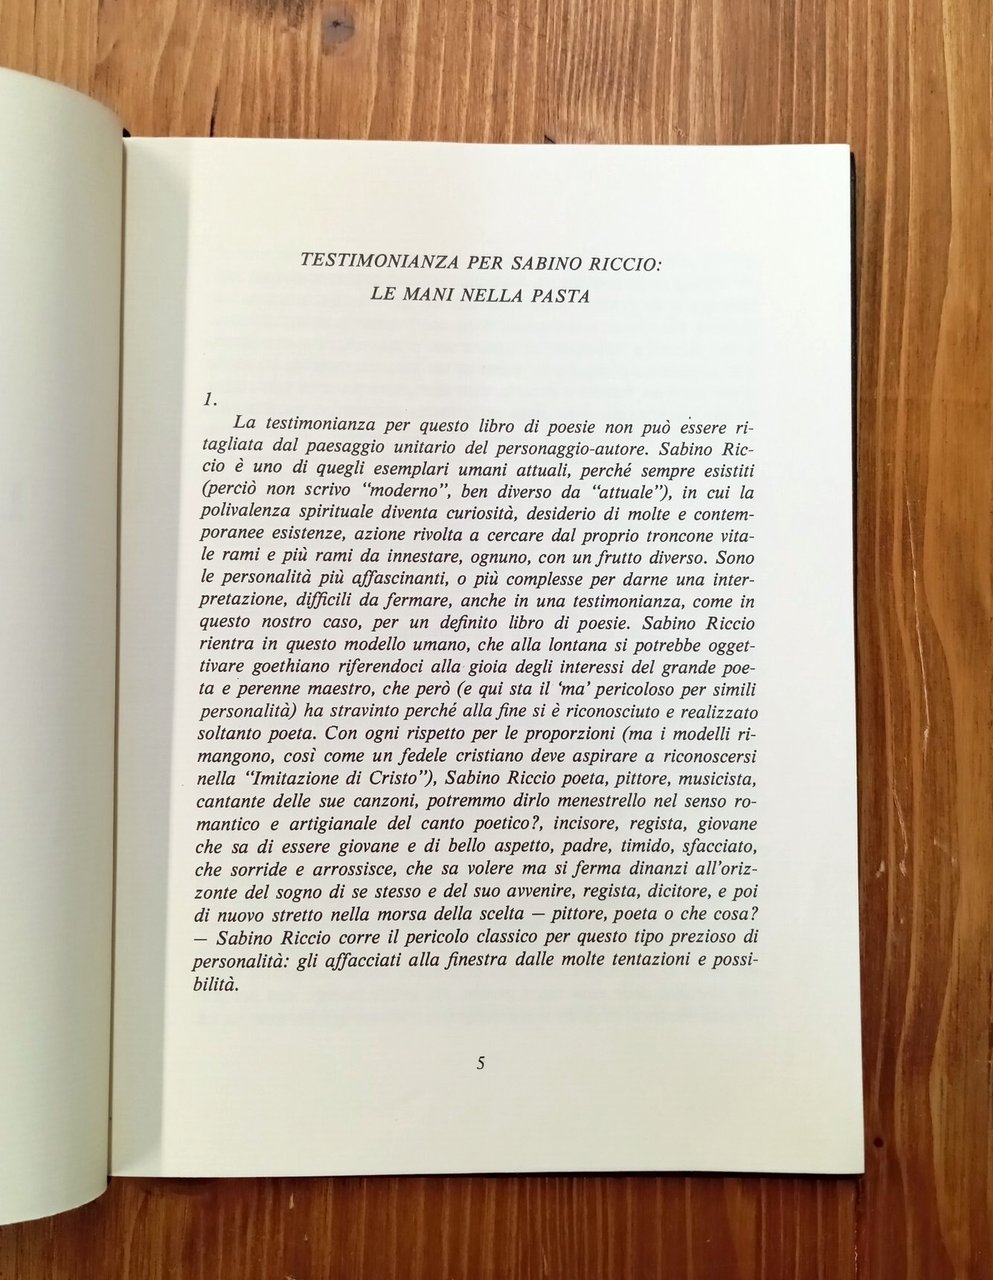 TESTIMONIANZA PER SABINO RICCIO:
LE MANI NELLA PASTA
1.
La testimonianza per questo libro di poesie non può essere ri-
tagliata dal paesaggio unitario del personaggio-autore. Sabino Ric-
cio è uno di quegli esemplari umani attuali, perché sempre esistiti
(perciò non scrivo “moderno”, ben diverso da “attuale”), in cui la
polivalenza spirituale diventa curiosità, desiderio di molte e contem-
poranee esistenze, azione rivolta a cercare dal proprio troncone vita-
le rami e più rami da innestare, ognuno, con un frutto diverso. Sono
le personalità più affascinanti, o più complesse per darne una inter-
pretazione, difficili da fermare, anche in una testimonianza, come in
questo nostro caso, per un definito libro di poesie. Sabino Riccio
rientra in questo modello umano, che alla lontana si potrebbe ogget-
tivare goethiano riferendoci alla gioia degli interessi del grande poe-
ta e perenne maestro, che però (e qui sta il ‘ma’ pericoloso per simili
personalità) ha stravinto perché alla fine si è riconosciuto e realizzato
soltanto poeta. Con ogni rispetto per le proporzioni (ma i modelli ri-
mangono, così come un fedele cristiano deve aspirare a riconoscersi
nella “Imitazione di Cristo”), Sabino Riccio poeta, pittore, musicista,
cantante delle sue canzoni, potremmo dirlo menestrello nel senso ro-
mantico e artigianale del canto poetico?, incisore, regista, giovane
che sa di essere giovane e di bello aspetto, padre, timido, sfacciato,
che sorride e arrossisce, che sa volere ma si ferma dinanzi all’oriz-
zonte del sogno di se stesso e del suo avvenire, regista, dicitore, e poi
di nuovo stretto nella morsa della scelta — pittore, poeta o che cosa?
— Sabino Riccio corre il pericolo classico per questo tipo prezioso di
personalità: gli affacciati alla finestra dalle molte tentazioni e possi-
bilità.
5